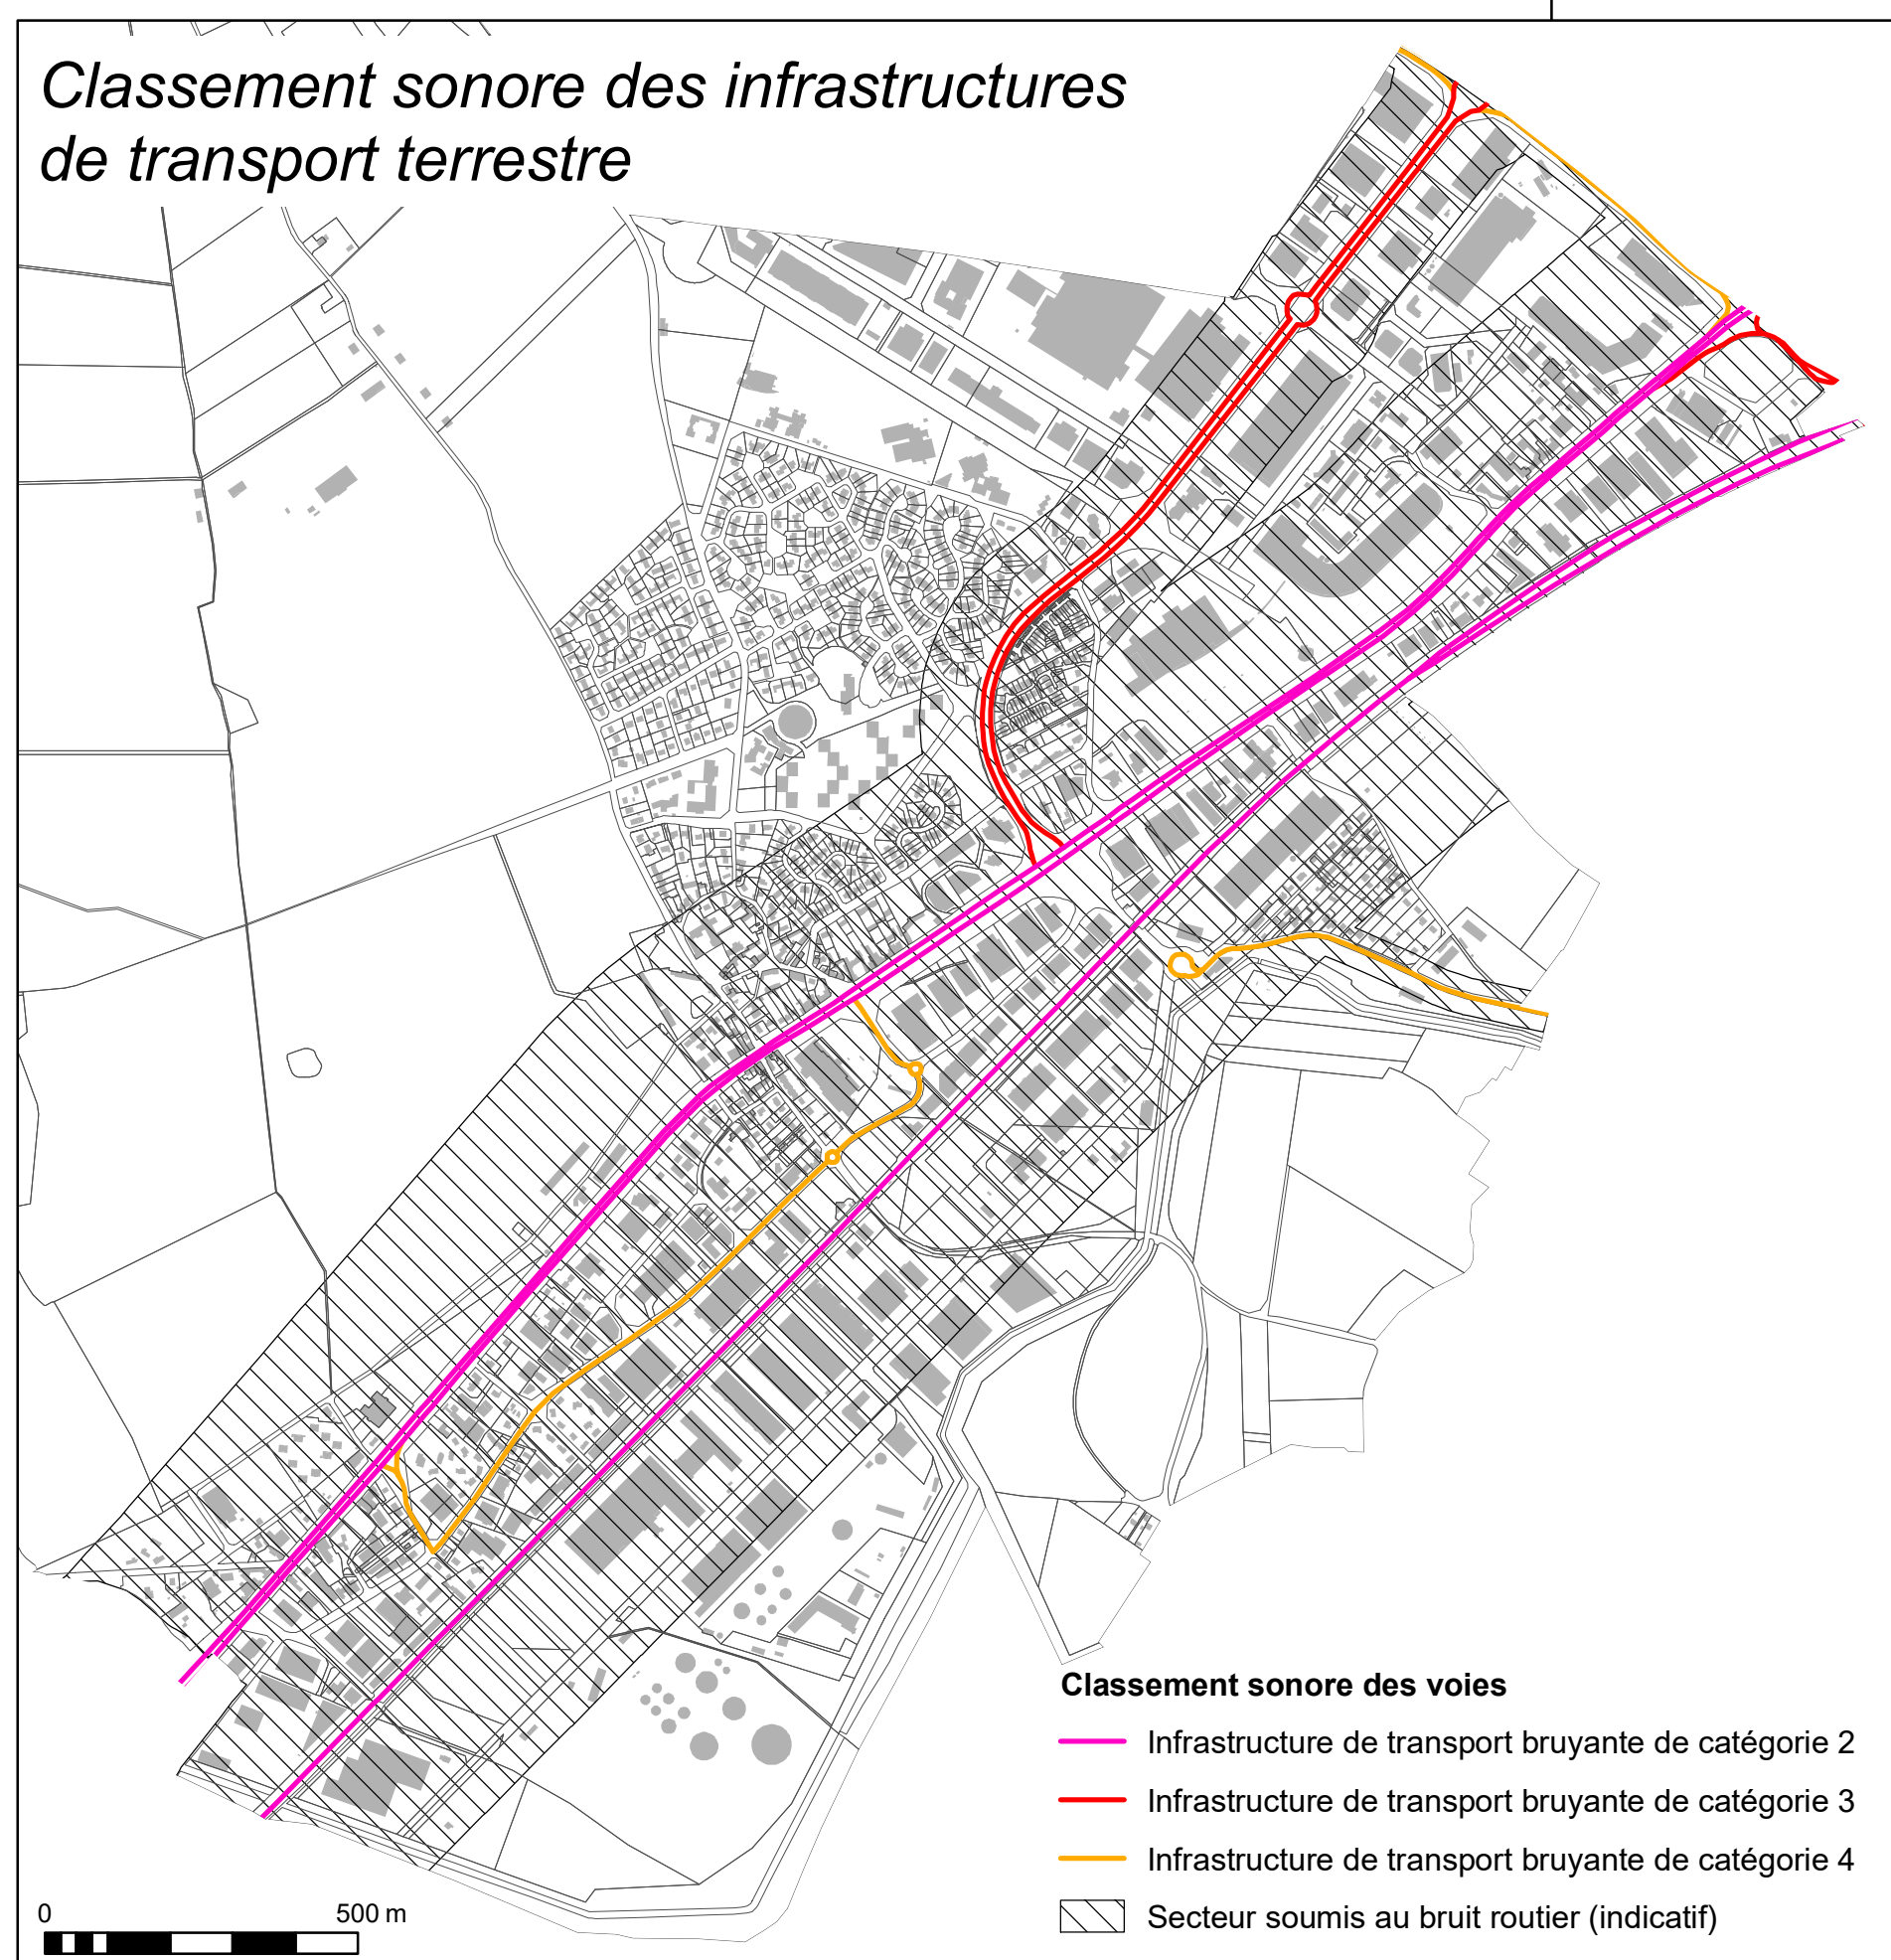 Classement sonore des infrastructures
de transport terrestre
Classement sonore des voies
Infrastructure de transport bruyante de catégorie 2
Infrastructure de transport bruyante de catégorie 3
Infrastructure de transport bruyante de catégorie 4
Secteur soumis au bruit routier (indicatif)
0 500 m